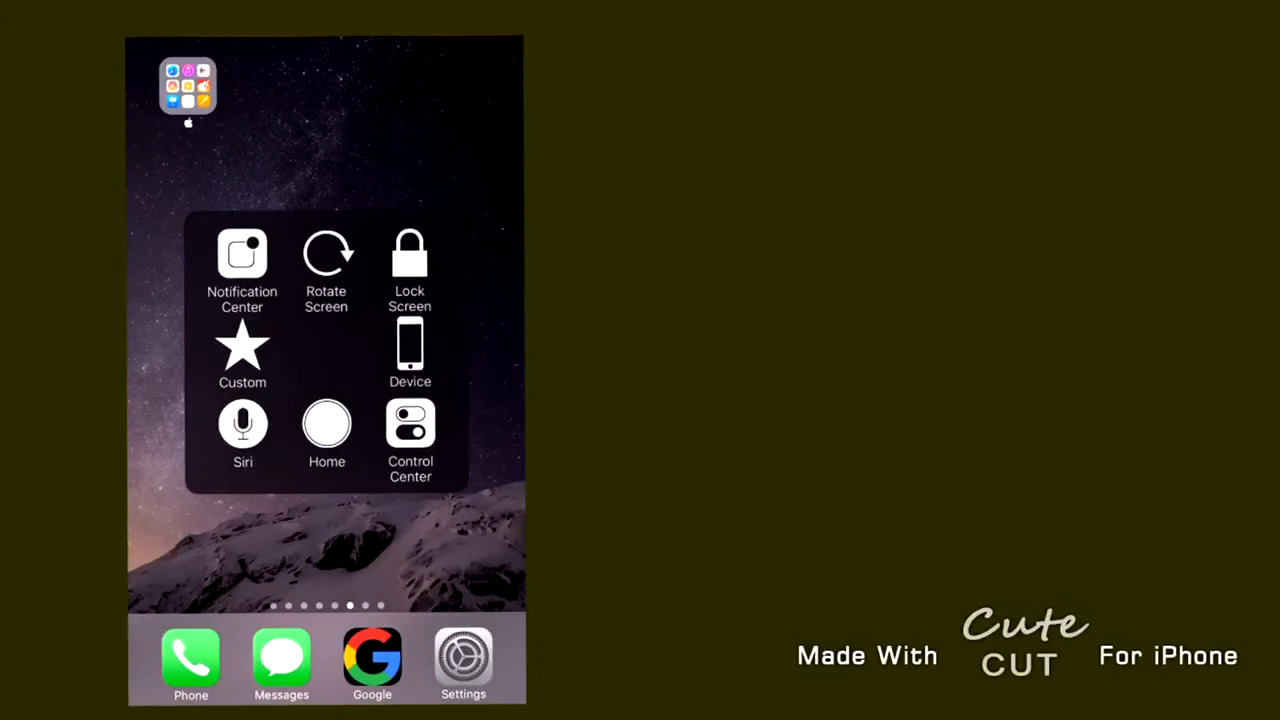 Notification
Center
Rotate
Screen
Lock
Screen
Custom
Device
Siri
Home
Control
Center
Phone
Messages
Google
Settings
Made With Cute CUT For iPhone